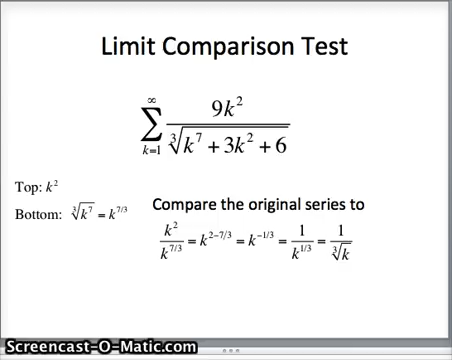 Limit Comparison Test
∞
∑ 9k² / ∛(k⁷ + 3k² + 6)
k=1
Top: k²
Bottom: ∛k⁷ = k^(7/3)
Compare the original series to
k² / k^(7/3) = k^(2−7/3) = k^(−1/3) = 1 / k^(1/3) = 1 / ∛k
Screencast-O-Matic.com